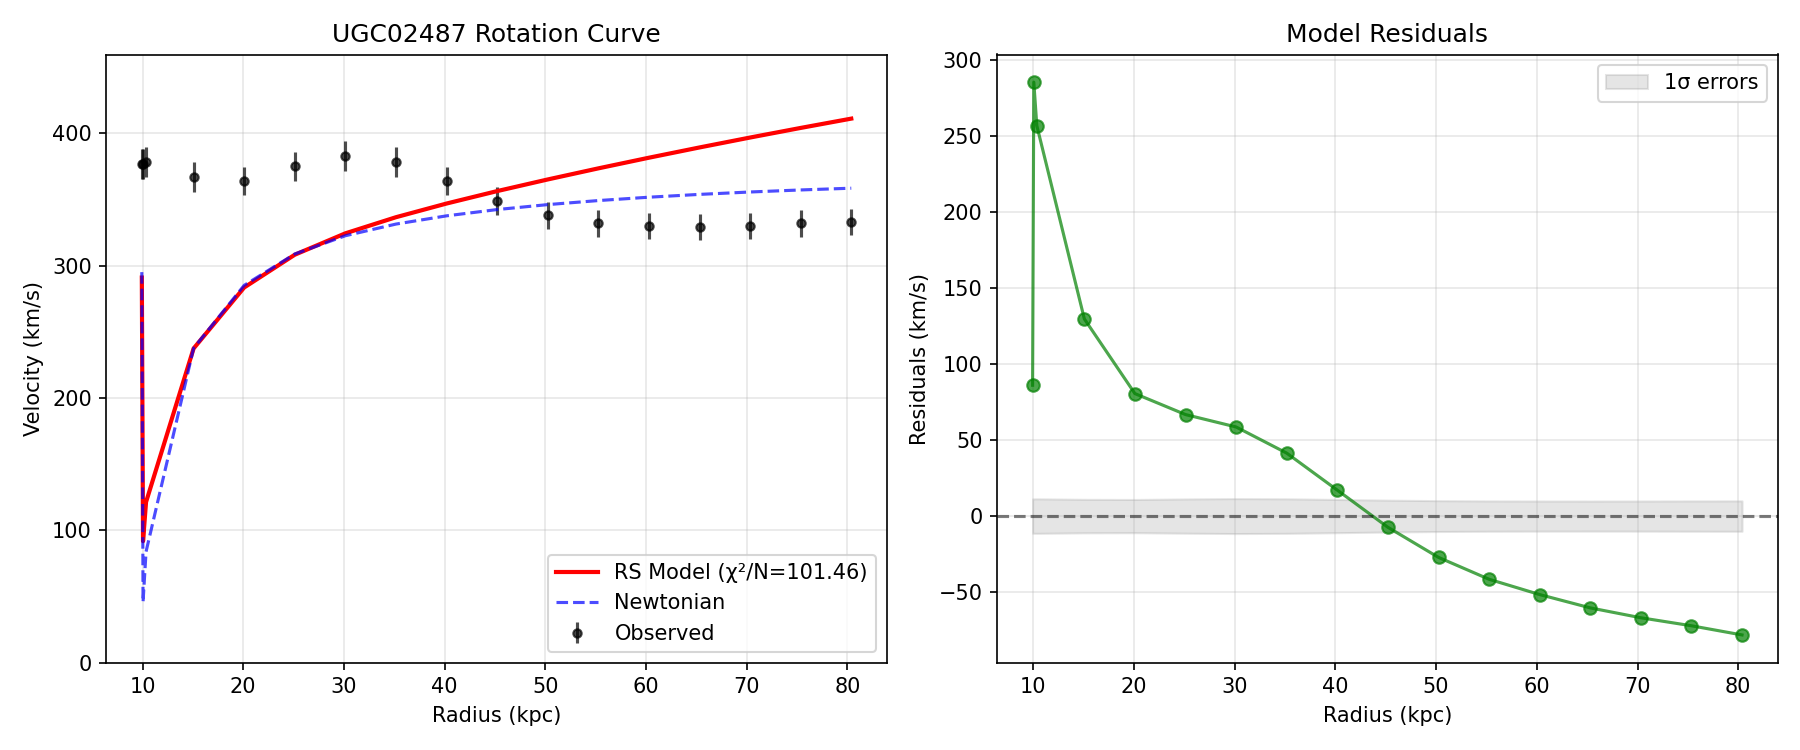 UGC02487 Rotation Curve
Velocity (km/s)
400
300
200
100
0
10 20 30 40 50 60 70 80
Radius (kpc)
RS Model (χ²/N=101.46)
Newtonian
Observed
Model Residuals
Residuals (km/s)
300
250
200
150
100
50
0
−50
10 20 30 40 50 60 70 80
Radius (kpc)
1σ errors